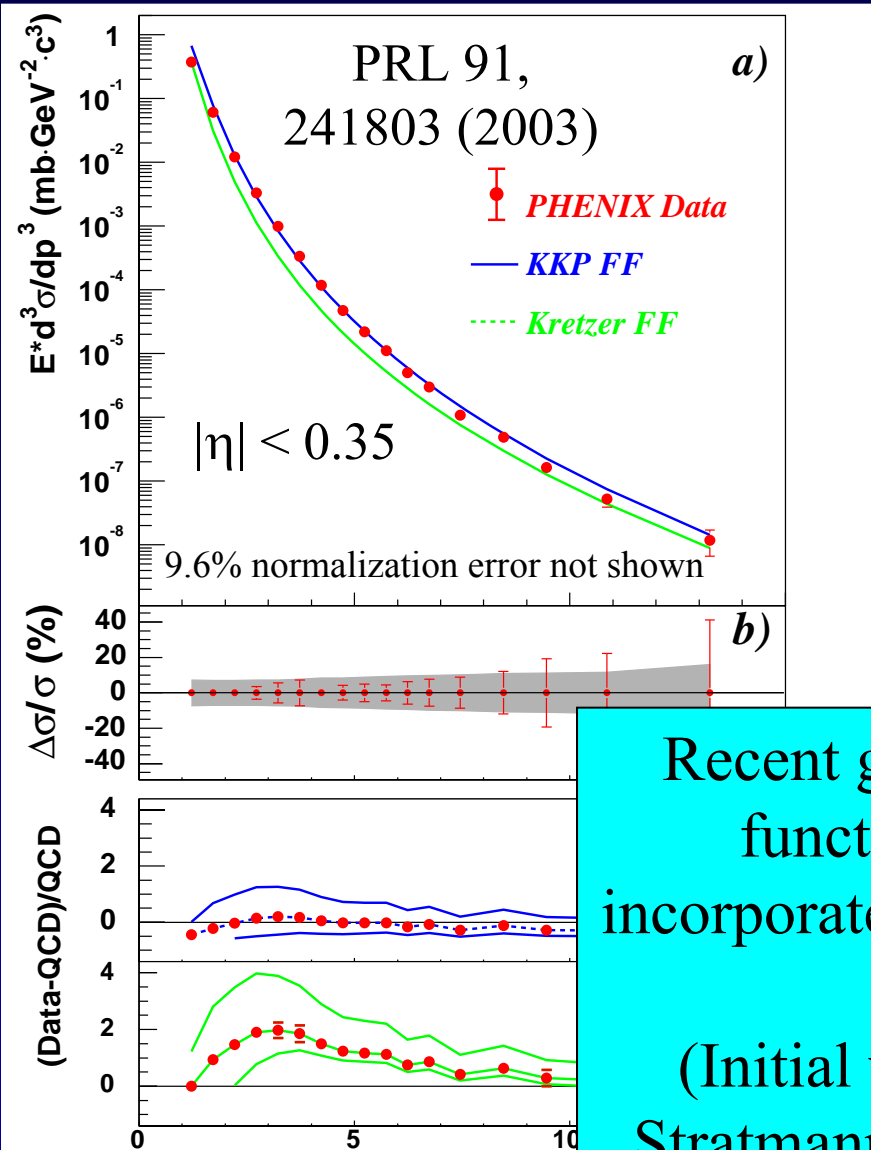 E*d³σ/dp³ (mb·GeV⁻²·c³)
1
10⁻¹
10⁻²
10⁻³
10⁻⁴
10⁻⁵
10⁻⁶
10⁻⁷
10⁻⁸
PRL 91,
241803 (2003)
a)
PHENIX Data
KKP FF
Kretzer FF
|η| < 0.35
9.6% normalization error not shown
Δσ/σ (%)
40
20
0
-20
-40
b)
(Data-QCD)/QCD
4
2
0
4
2
0
0
5
10
Recent g
funct
incorporate
(Initial
Stratmann